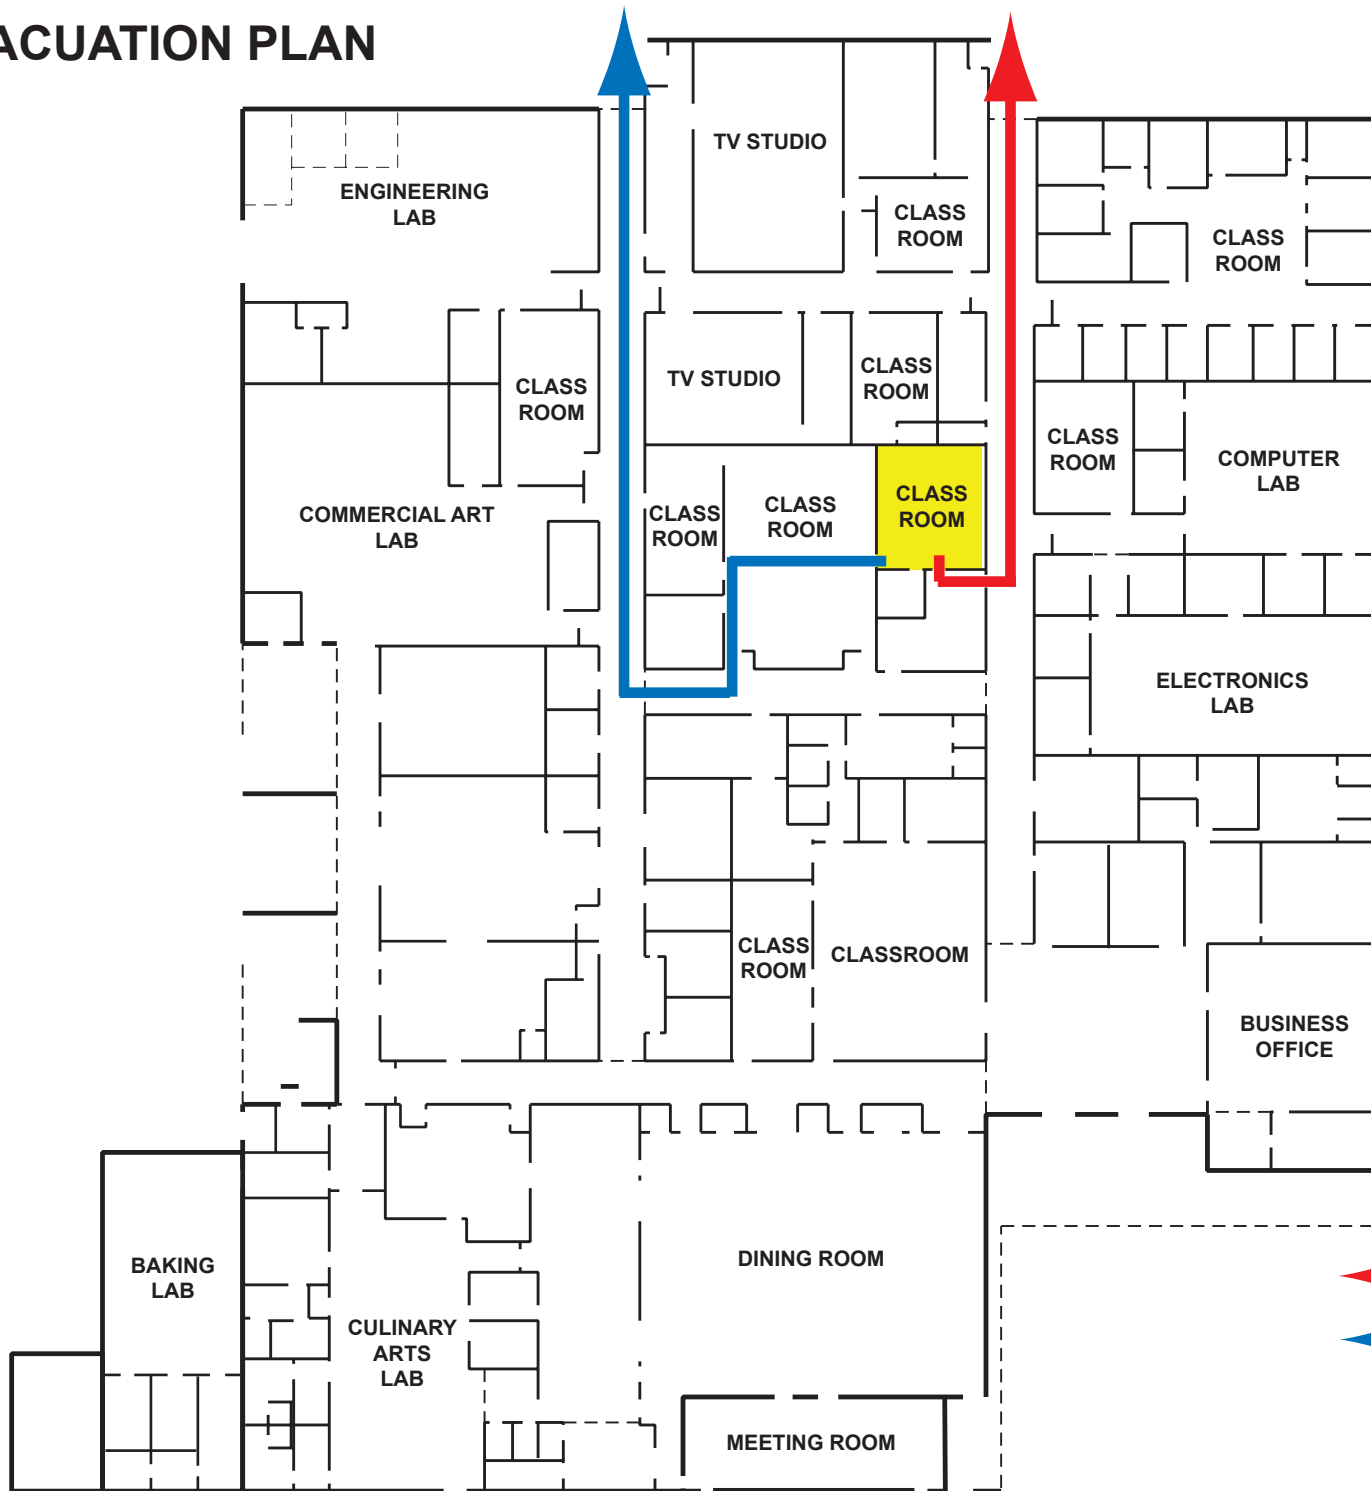 ACUATION PLAN
TV STUDIO
ENGINEERING
LAB
CLASS
ROOM
CLASS
ROOM
TV STUDIO
CLASS
ROOM
CLASS
ROOM
CLASS
ROOM
COMPUTER
LAB
COMMERCIAL ART
LAB
CLASS
ROOM
CLASS
ROOM
CLASS
ROOM
ELECTRONICS
LAB
CLASS
ROOM
CLASSROOM
BUSINESS
OFFICE
BAKING
LAB
DINING ROOM
CULINARY
ARTS
LAB
MEETING ROOM